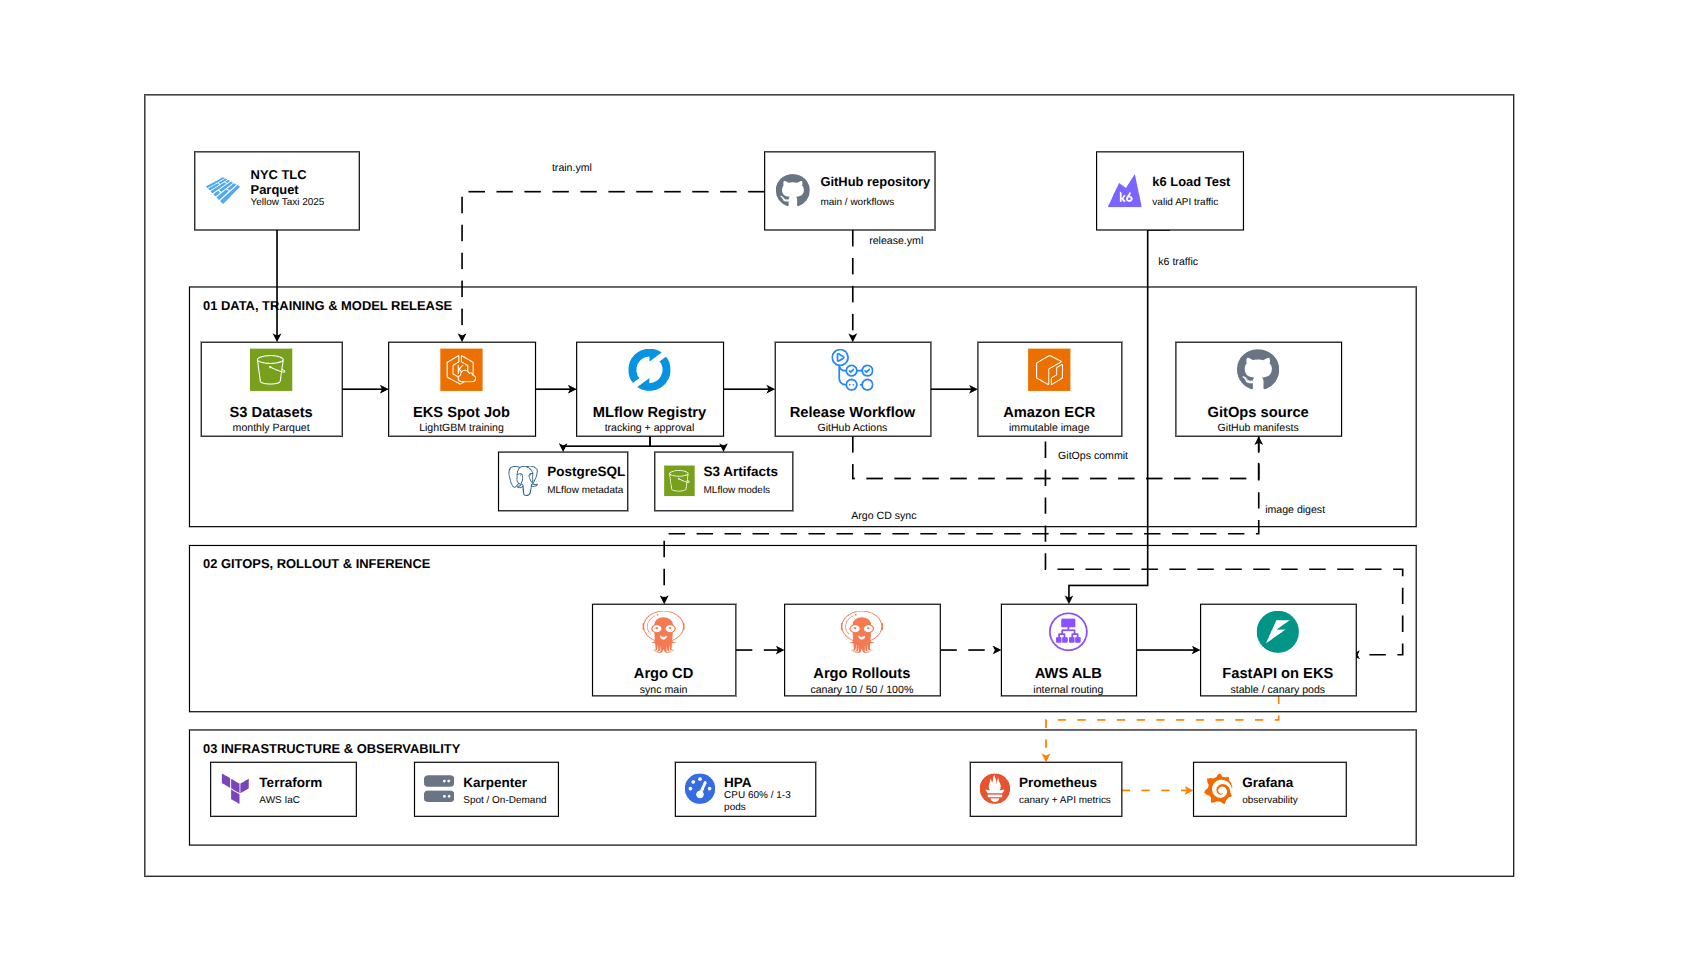 NYC TLC
Parquet
Yellow Taxi 2025
train.yml
GitHub repository
main / workflows
release.yml
k6
k6 Load Test
valid API traffic
k6 traffic
01 DATA, TRAINING & MODEL RELEASE
S3 Datasets
monthly Parquet
EKS Spot Job
LightGBM training
MLflow Registry
tracking + approval
Release Workflow
GitHub Actions
Amazon ECR
immutable image
GitOps source
GitHub manifests
PostgreSQL
MLflow metadata
S3 Artifacts
MLflow models
GitOps commit
image digest
Argo CD sync
02 GITOPS, ROLLOUT & INFERENCE
Argo CD
sync main
Argo Rollouts
canary 10 / 50 / 100%
AWS ALB
internal routing
FastAPI on EKS
stable / canary pods
03 INFRASTRUCTURE & OBSERVABILITY
Terraform
AWS IaC
Karpenter
Spot / On-Demand
HPA
CPU 60% / 1-3
pods
Prometheus
canary + API metrics
Grafana
observability